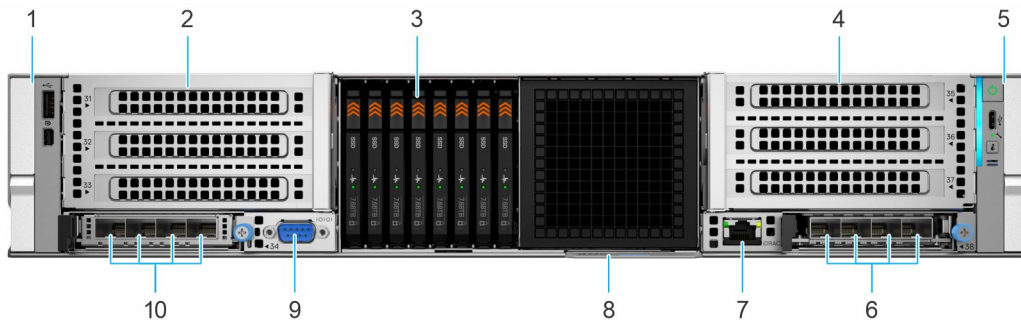 1 2 3 4 5
31
32
33
SSD SSD SSD SSD SSD SSD SSD SSD
7.68TB 7.68TB 7.68TB 7.68TB 7.68TB 7.68TB 7.68TB 7.68TB
35
36
37
34
IOIOI
iDRAC
38
10 9 8 7 6